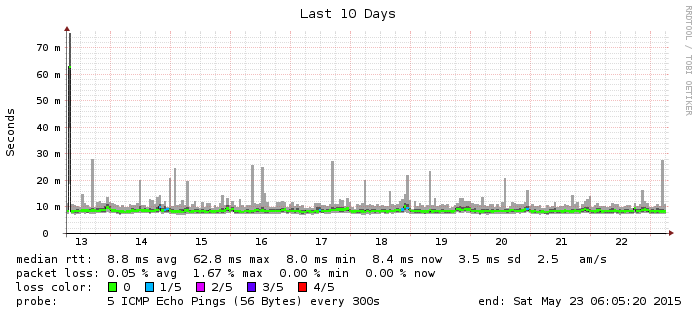 Last 10 Days
RRDTOOL / TOBI OETIKER
Seconds
70 m
60 m
50 m
40 m
30 m
20 m
10 m
0
13 14 15 16 17 18 19 20 21 22
median rtt: 8.8 ms avg 62.8 ms max 8.0 ms min 8.4 ms now 3.5 ms sd 2.5 am/s
packet loss: 0.05 % avg 1.67 % max 0.00 % min 0.00 % now
loss color: 0 1/5 2/5 3/5 4/5
probe: 5 ICMP Echo Pings (56 Bytes) every 300s end: Sat May 23 06:05:20 2015